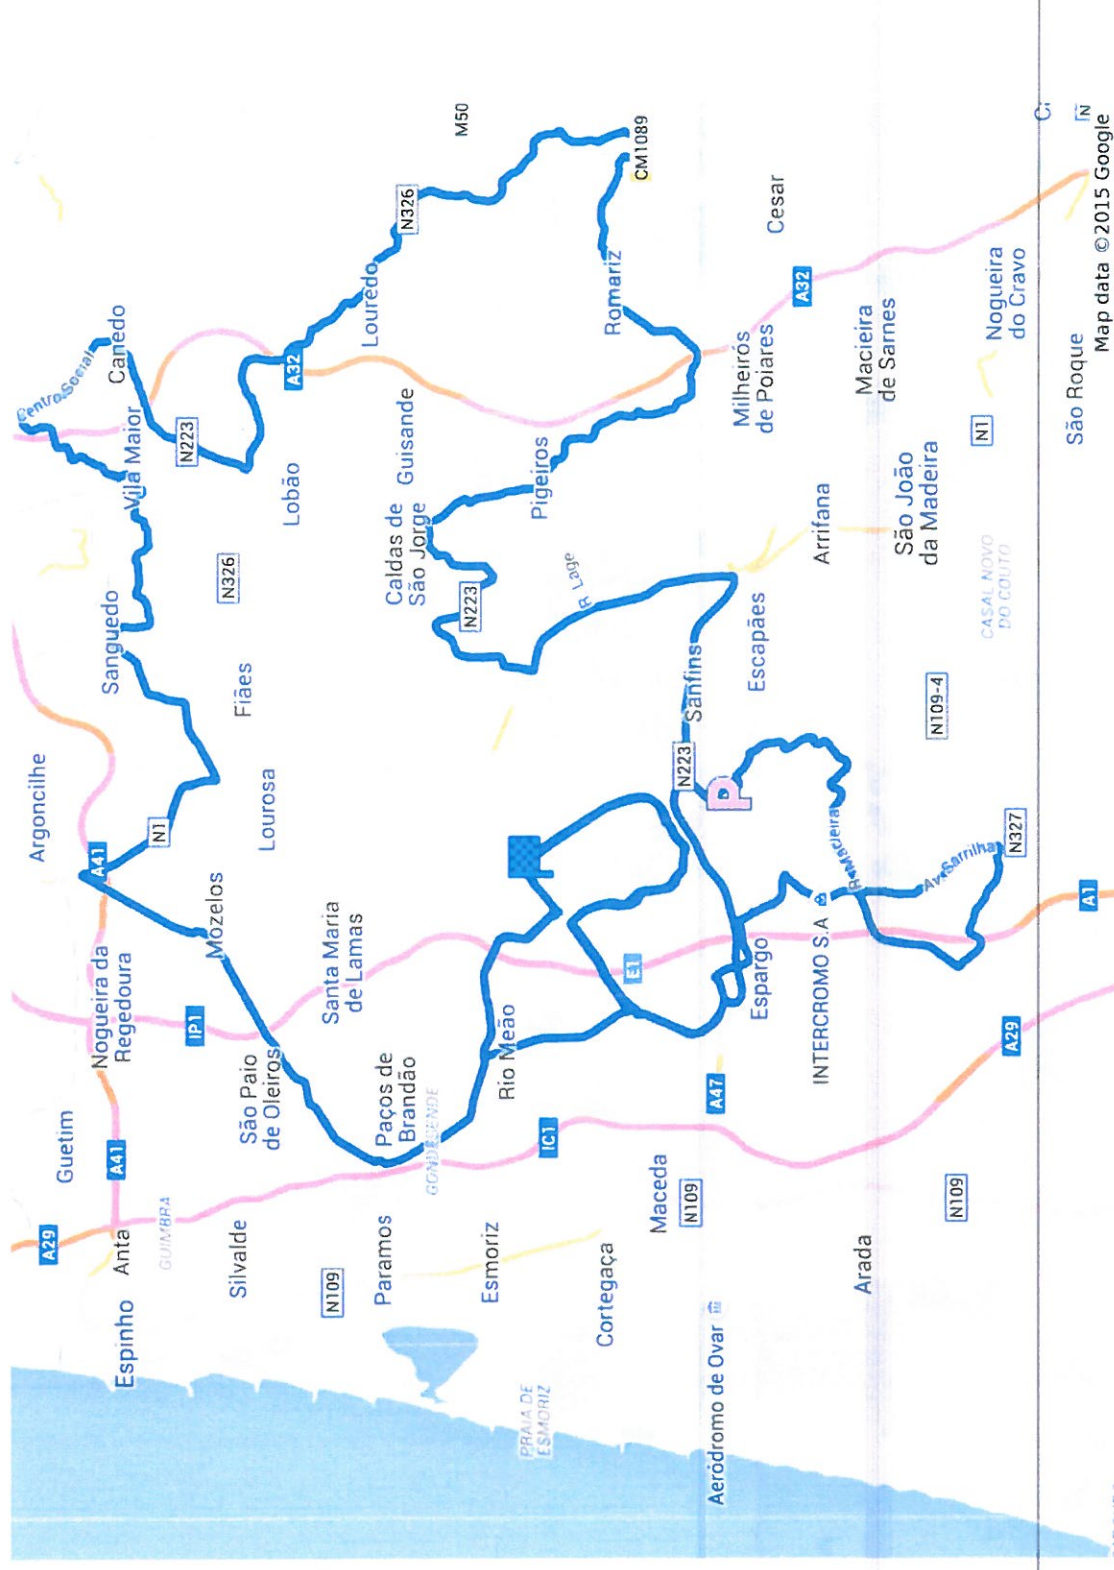 Argoncilhe
A41
Nogueira da
Regedoura
Guetim
A41
A29
Anta
Espinho
GUIMBRA
IP1
Mozelos
N1
Sanguedo
Vila Maior
Centro Social
Canedo
N223
N326
Fiães
Lourosa
Lobão
A32
Louredo
N326
M50
CM1089
Silvalde
São Paio
de Oleiros
Santa Maria
de Lamas
N109
Paramos
Paços de
Brandão
GONDESENDE
Caldas de
São Jorge
Guisande
N223
Pigeiros
R Lage
Romariz
Cesar
A32
Esmoriz
Rio Meão
IC1
PRAIA DE
ESMORIZ
Cortegaça
Maceda
N109
E1
A47
N223
Sanfins
P
Escapães
Milheirós
de Poiares
Arrifana
Macieira
de Sarnes
São João
da Madeira
CASAL NOVO
DO COUTO
N1
Nogueira
do Cravo
São Roque
Espargo
INTERCROMO S.A
R. Macieira
Av. Sarrilha
N109-4
N327
A1
A29
N109
Arada
Aeródromo de Ovar
Ci
N
Map data ©2015 Google